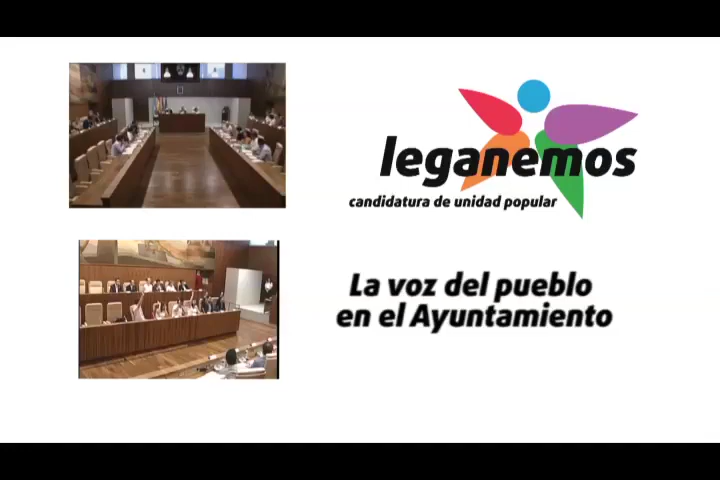 leganemos
candidatura de unidad popular
La voz del pueblo
en el Ayuntamiento